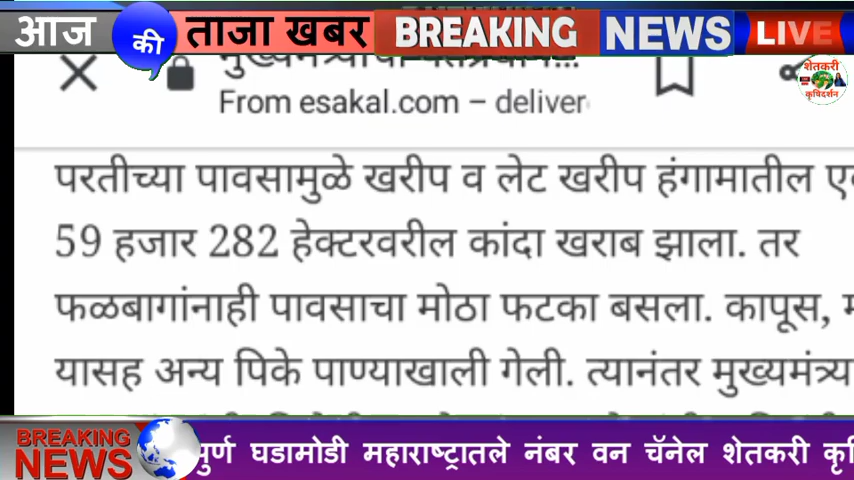 आज की ताजा खबर BREAKING NEWS LIVE
From esakal.com – deliver
शेतकरी
कृषिदर्शन
परतीच्या पावसामुळे खरीप व लेट खरीप हंगामातील
59 हजार 282 हेक्टरवरील कांदा खराब झाला. तर
फळबागांनाही पावसाचा मोठा फटका बसला. कापूस,
यासह अन्य पिके पाण्याखाली गेली. त्यानंतर मुख्यमंत्र्य
BREAKING
NEWS
पुर्ण घडामोडी महाराष्ट्रातले नंबर वन चॅनेल शेतकरी